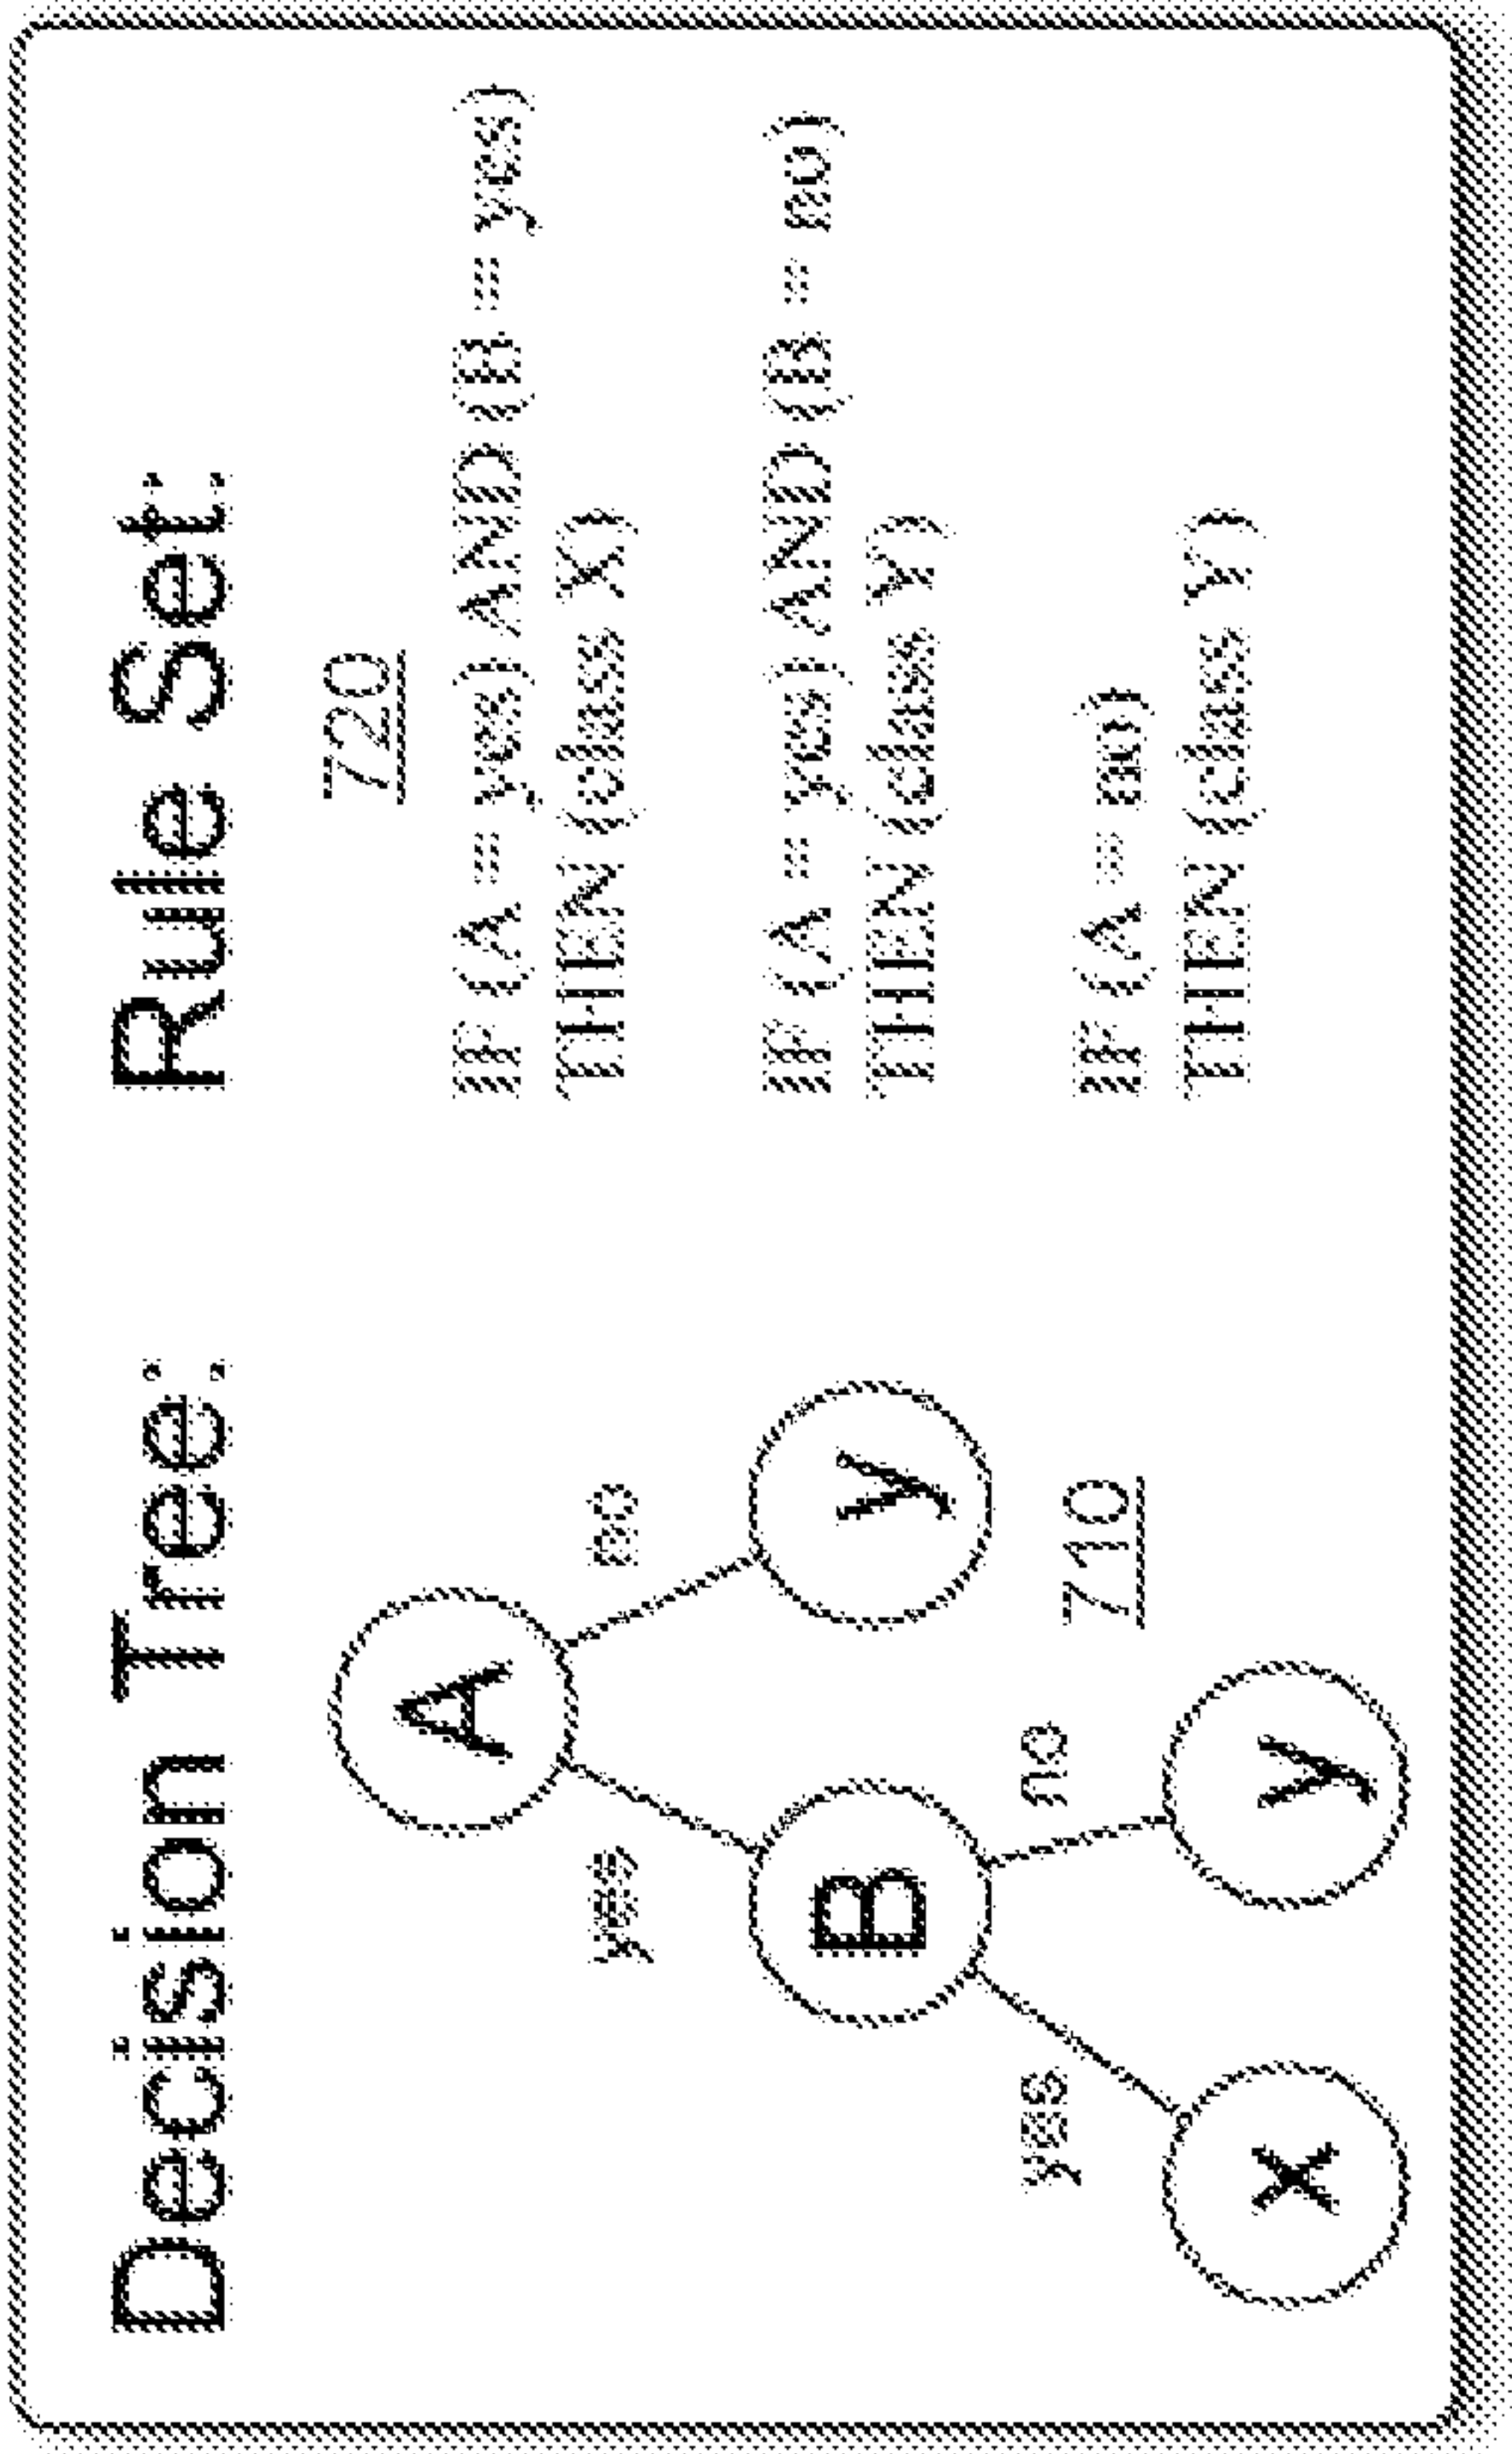 Decision Tree:
A
yes
no
B
y
yes
no
710
x
y
Rule Set:
720
IF (A = yes) AND (B = yes)
THEN (class X)
IF (A = yes) AND (B = no)
THEN (class Y)
IF (A = no)
THEN (class Y)